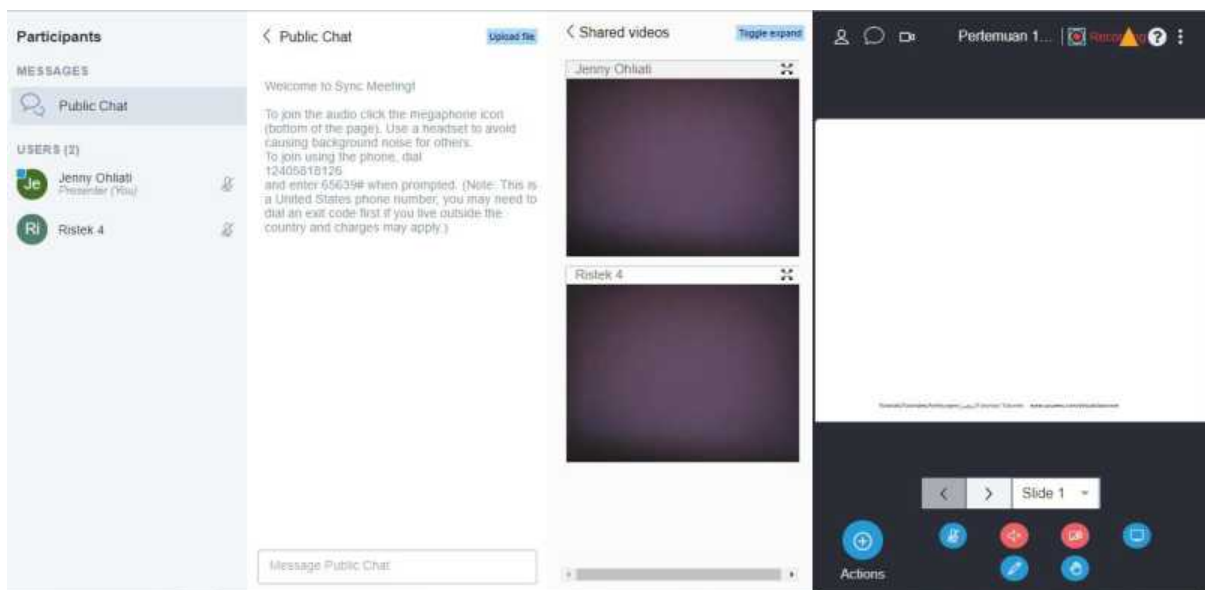 Participants
MESSAGES
Public Chat
USERS (2)
Je
Jenny Ohliati
Presenter (You)
Ri
Ristek 4
Public Chat
Upload file
Welcome to Sync Meeting!
To join the audio click the megaphone icon
(bottom of the page). Use a headset to avoid
causing background noise for others.
To join using the phone, dial
12405818126
and enter 65639# when prompted. (Note: This is
a United States phone number, you may need to
dial an exit code first if you live outside the
country and charges may apply.)
Message Public Chat
Shared videos
Toggle expand
Jenny Ohliati
Ristek 4
Pertemuan 1...
Slide 1
Actions